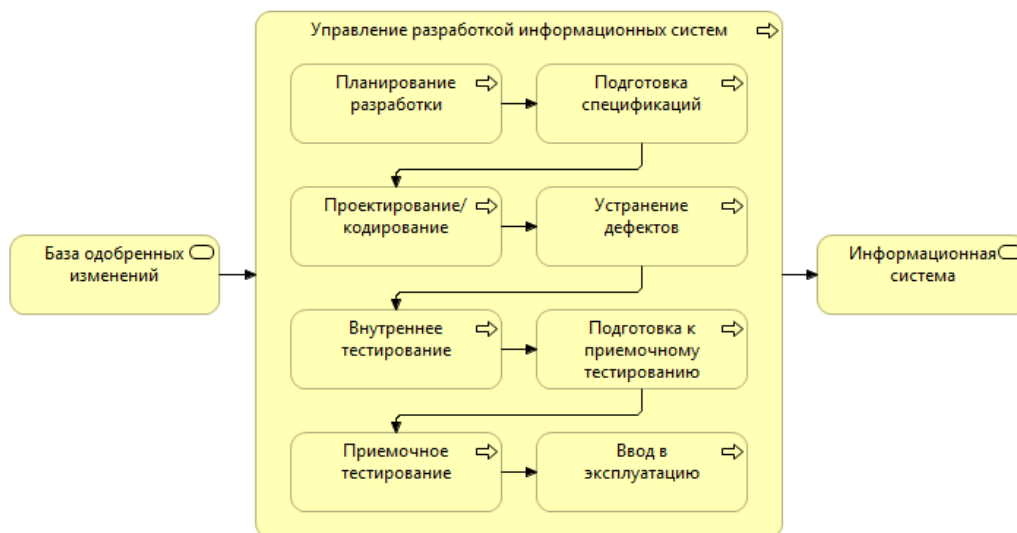 Управление разработкой информационных систем
Планирование
разработки
Подготовка
спецификаций
Проектирование/
кодирование
Устранение
дефектов
База одобренных
изменений
Информационная
система
Внутреннее
тестирование
Подготовка к
приемочному
тестированию
Приемочное
тестирование
Ввод в
эксплуатацию